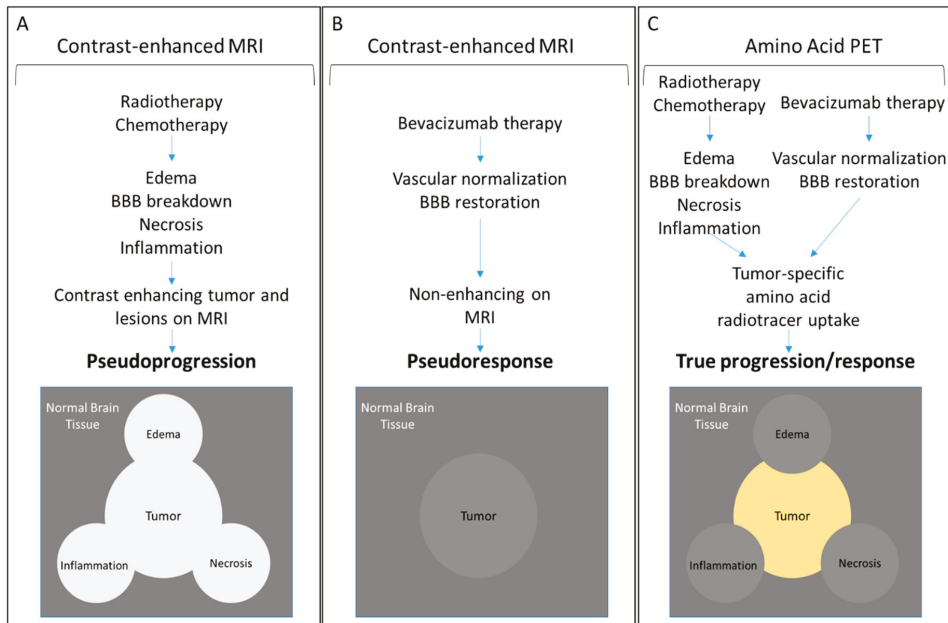 A
Contrast-enhanced MRI
Radiotherapy
Chemotherapy
Edema
BBB breakdown
Necrosis
Inflammation
Contrast enhancing tumor and
lesions on MRI
Pseudoprogression
Normal Brain
Tissue
Edema
Tumor
Inflammation
Necrosis
B
Contrast-enhanced MRI
Bevacizumab therapy
Vascular normalization
BBB restoration
Non-enhancing on
MRI
Pseudoresponse
Normal Brain
Tissue
Tumor
C
Amino Acid PET
Radiotherapy
Chemotherapy
Bevacizumab therapy
Edema
BBB breakdown
Necrosis
Inflammation
Vascular normalization
BBB restoration
Tumor-specific
amino acid
radiotracer uptake
True progression/response
Normal Brain
Tissue
Edema
Tumor
Inflammation
Necrosis